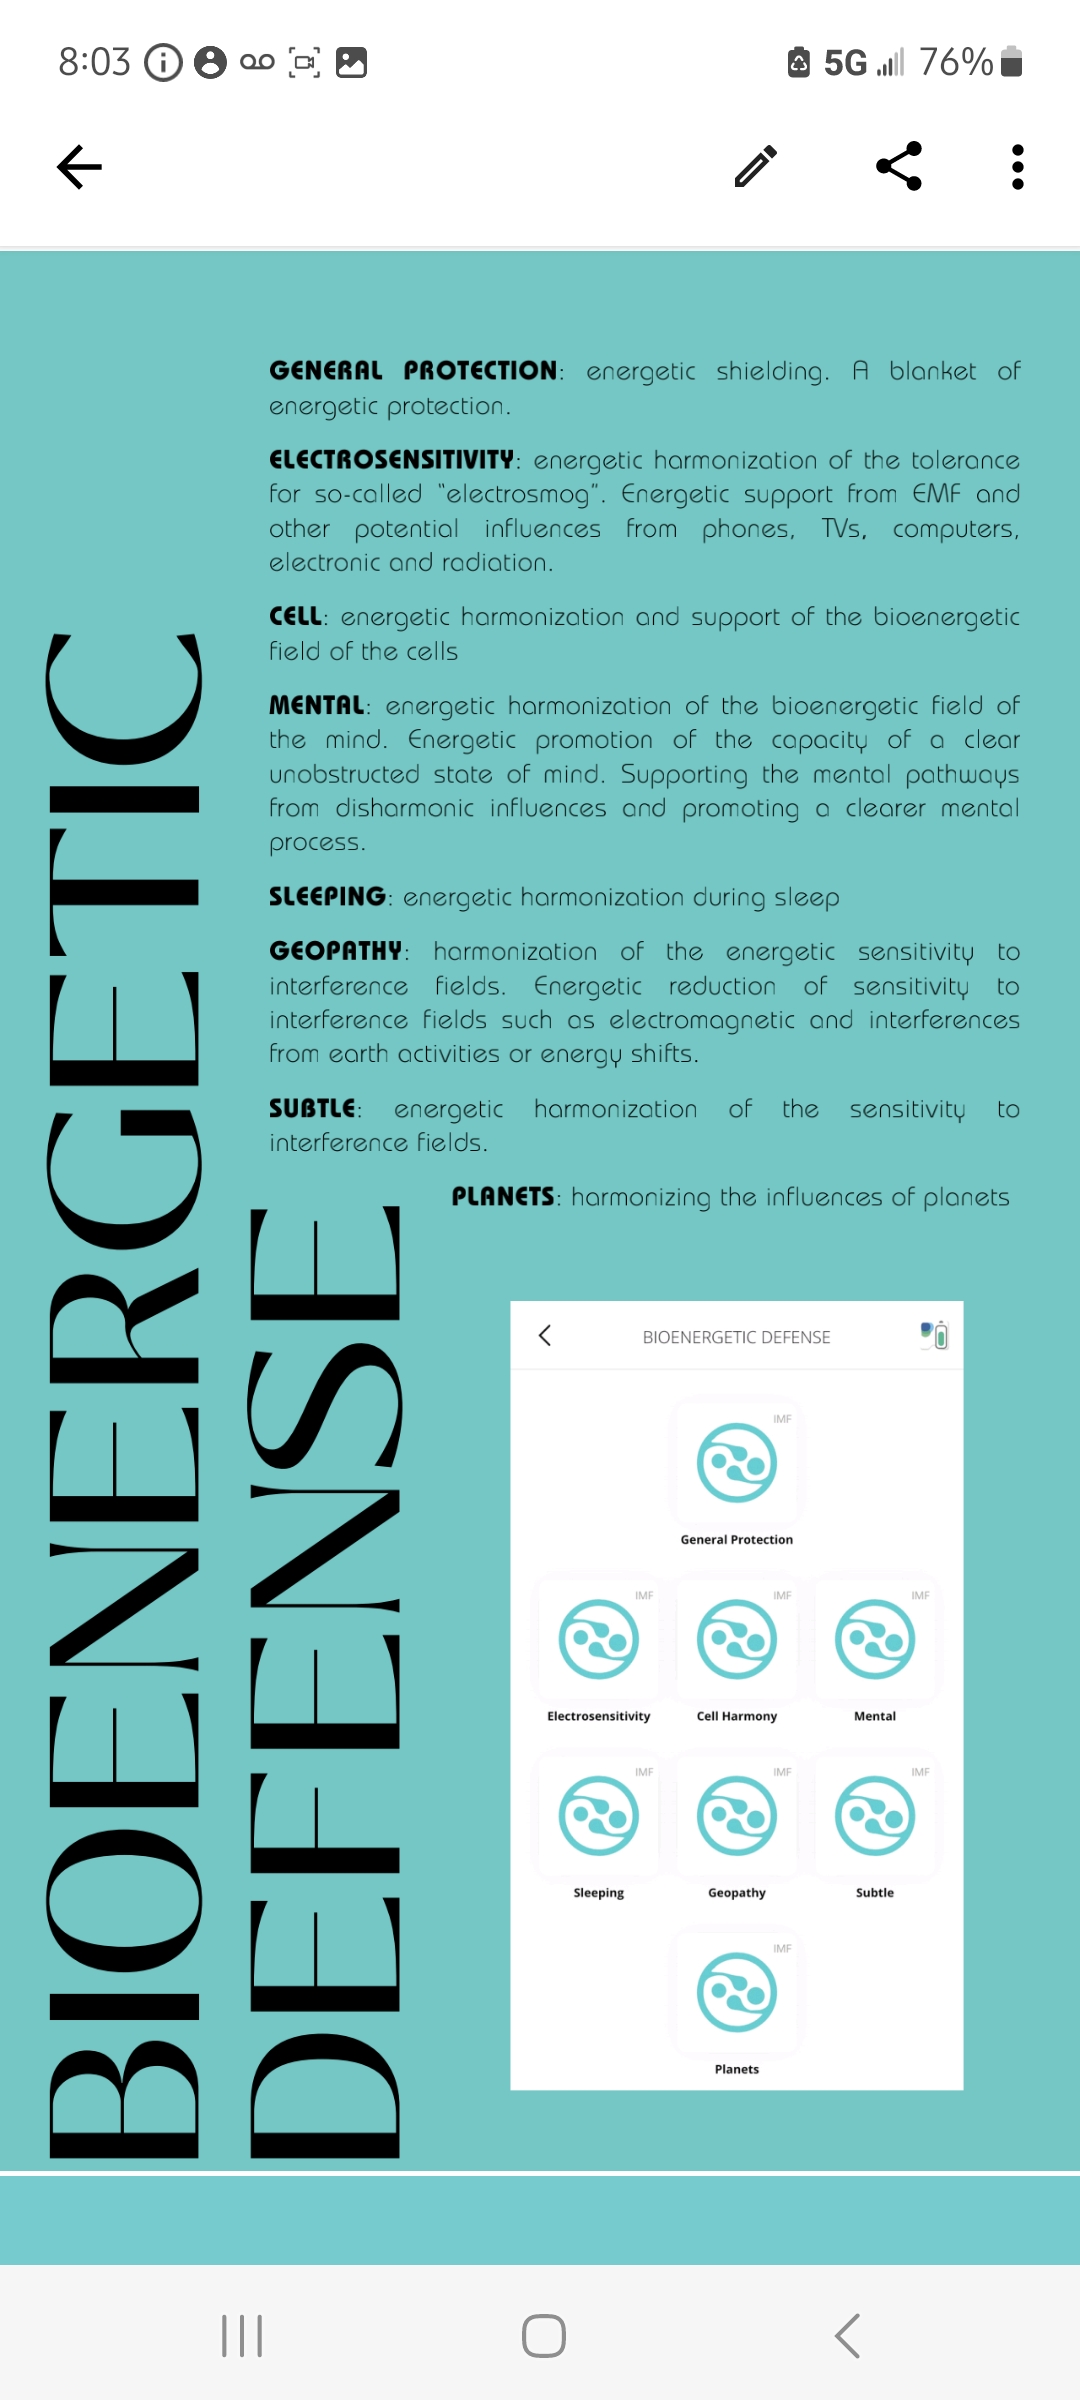 8:03
5G 76%
GENERAL PROTECTION: energetic shielding. A blanket of
energetic protection.
ELECTROSENSITIVITY: energetic harmonization of the tolerance
for so-called “electrosmog”. Energetic support from EMF and
other potential influences from phones, TVs, computers,
electronic and radiation.
CELL: energetic harmonization and support of the bioenergetic
field of the cells
MENTAL: energetic harmonization of the bioenergetic field of
the mind. Energetic promotion of the capacity of a clear
unobstructed state of mind. Supporting the mental pathways
from disharmonic influences and promoting a clearer mental
process.
SLEEPING: energetic harmonization during sleep
GEOPATHY: harmonization of the energetic sensitivity to
interference fields. Energetic reduction of sensitivity to
interference fields such as electromagnetic and interferences
from earth activities or energy shifts.
SUBTLE: energetic harmonization of the sensitivity to
interference fields.
PLANETS: harmonizing the influences of planets
BIOENERGETIC
DEFENSE
BIOENERGETIC DEFENSE
IMF
General Protection
IMF IMF IMF
Electrosensitivity Cell Harmony Mental
IMF IMF IMF
Sleeping Geopathy Subtle
IMF
Planets